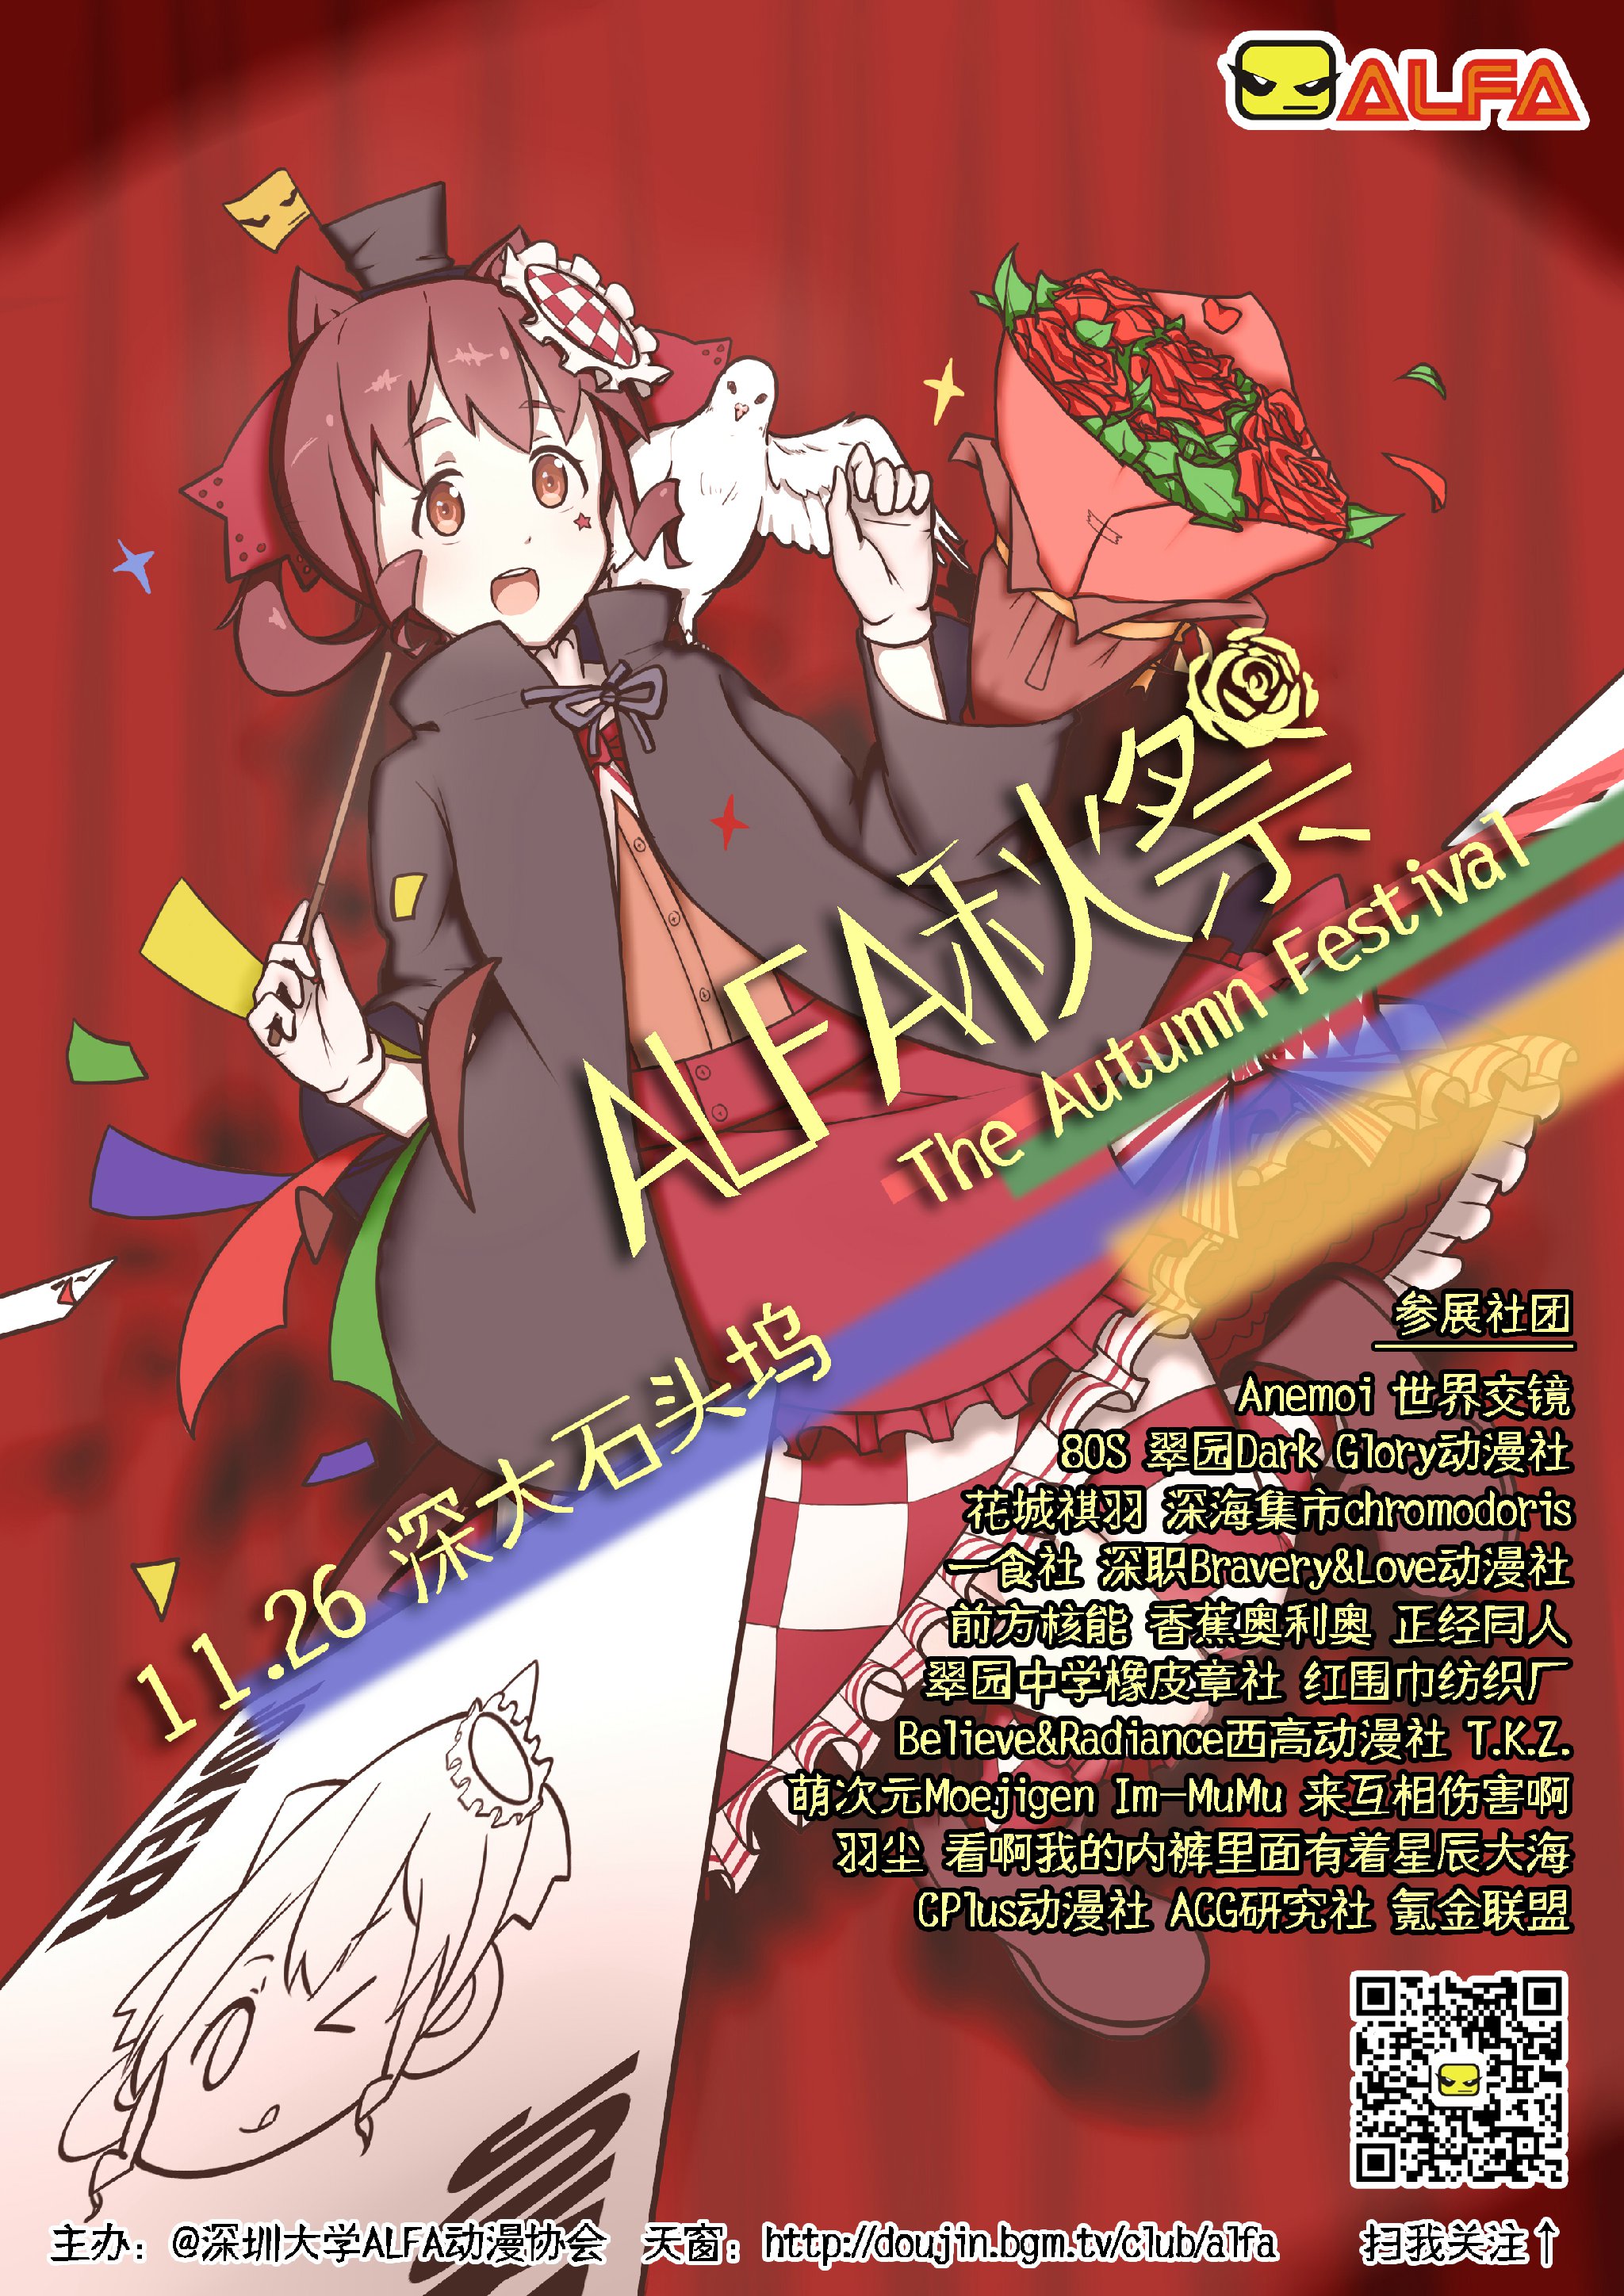 ALFA
ALFA秋祭
The Autumn Festival
11.26 深大石头坞
参展社团
Anemoi 世界交镜
80S 翠园Dark Glory动漫社
花城祺羽 深海集市chromodoris
一食社 深职Bravery&Love动漫社
前方核能 香蕉奥利奥 正经同人
翠园中学橡皮章社 红围巾纺织厂
Believe&Radiance西高动漫社 T.K.Z.
萌次元Moejigen Im-MuMu 来互相伤害啊
羽尘 看啊我的内裤里面有着星辰大海
CPlus动漫社 ACG研究社 氪金联盟
主办：@深圳大学ALFA动漫协会 天窗：http://doujin.bgm.tv/club/alfa
扫我关注↑